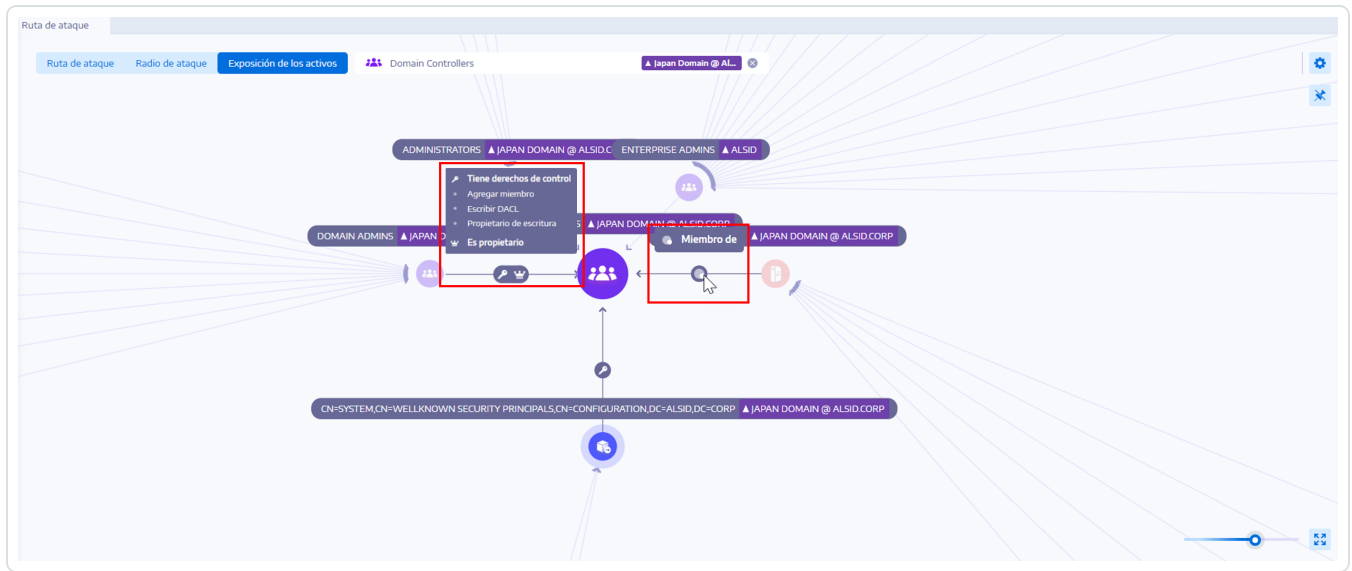 Ruta de ataque
Ruta de ataque
Radio de ataque
Exposición de los activos
Domain Controllers
Japan Domain @ AL...
ADMINISTRATORS JAPAN DOMAIN @ ALSID.C
ENTERPRISE ADMINS ALSID
Tiene derechos de control
Agregar miembro
Escribir DACL
Propietario de escritura
Es propietario
S JAPAN DOMAIN @ ALSID.CORP
DOMAIN ADMINS JAPAN D
Miembro de
JAPAN DOMAIN @ ALSID.CORP
CN=SYSTEM,CN=WELLKNOWN SECURITY PRINCIPALS,CN=CONFIGURATION,DC=ALSID,DC=CORP JAPAN DOMAIN @ ALSID.CORP